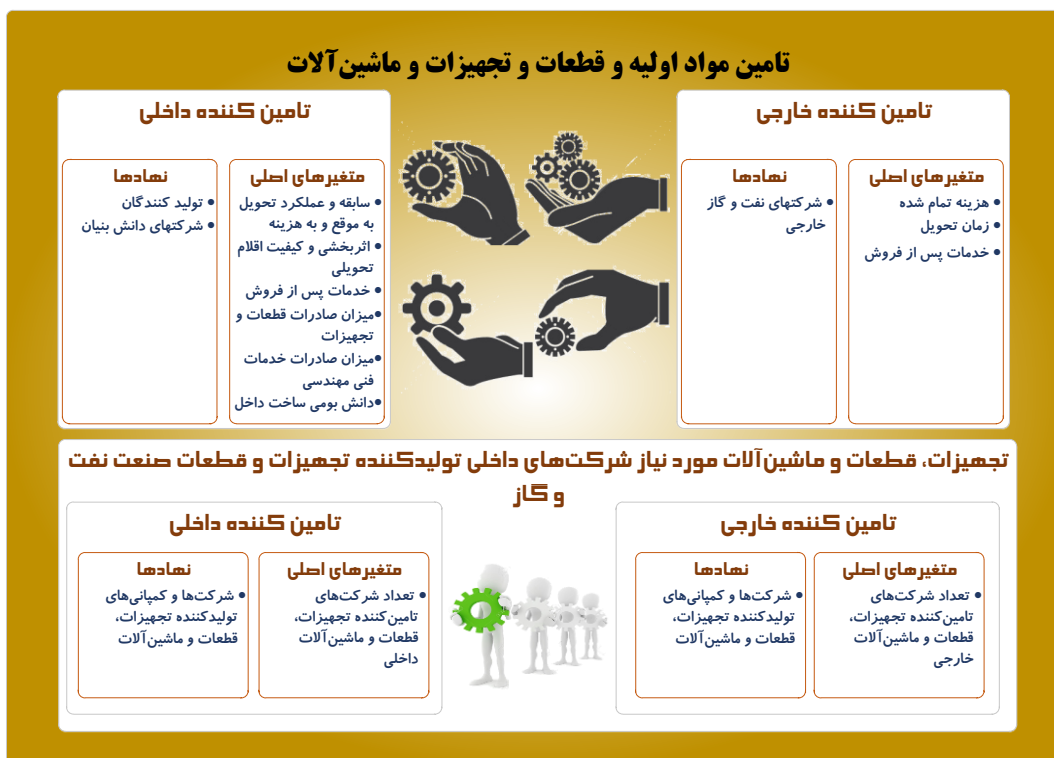 تامین مواد اولیه و قطعات و تجهیزات و ماشین‌آلات
تامین کننده خارجی
متغیرهای اصلی
• هزینه تمام شده
• زمان تحویل
• خدمات پس از فروش
نهادها
• شرکتهای نفت و گاز
خارجی
تامین کننده داخلی
متغیرهای اصلی
• سابقه و عملکرد تحویل
به موقع و به هزینه
• اثربخشی و کیفیت اقلام
تحویلی
• خدمات پس از فروش
•میزان صادرات قطعات و
تجهیزات
•میزان صادرات خدمات
فنی مهندسی
•دانش بومی ساخت داخل
نهادها
• تولید کنندگان
• شرکتهای دانش بنیان
تجهیزات، قطعات و ماشین‌آلات مورد نیاز شرکت‌های داخلی تولیدکننده تجهیزات و قطعات صنعت نفت
و گاز
تامین کننده خارجی
متغیرهای اصلی
• تعداد شرکت‌های
تامین‌کننده تجهیزات،
قطعات و ماشین‌آلات
خارجی
نهادها
• شرکت‌ها و کمپانی‌های
تولیدکننده تجهیزات،
قطعات و ماشین‌آلات
تامین کننده داخلی
متغیرهای اصلی
• تعداد شرکت‌های
تامین‌کننده تجهیزات،
قطعات و ماشین‌آلات
داخلی
نهادها
• شرکت‌ها و کمپانی‌های
تولیدکننده تجهیزات،
قطعات و ماشین‌آلات